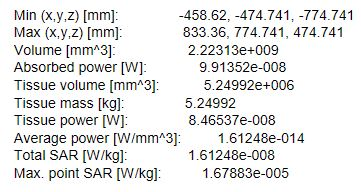 Min (x,y,z) [mm]: -458.62, -474.741, -774.741
Max (x,y,z) [mm]: 833.36, 774.741, 474.741
Volume [mm^3]: 2.22313e+009
Absorbed power [W]: 9.91352e-008
Tissue volume [mm^3]: 5.24992e+006
Tissue mass [kg]: 5.24992
Tissue power [W]: 8.46537e-008
Average power [W/mm^3]: 1.61248e-014
Total SAR [W/kg]: 1.61248e-008
Max. point SAR [W/kg]: 1.67883e-005